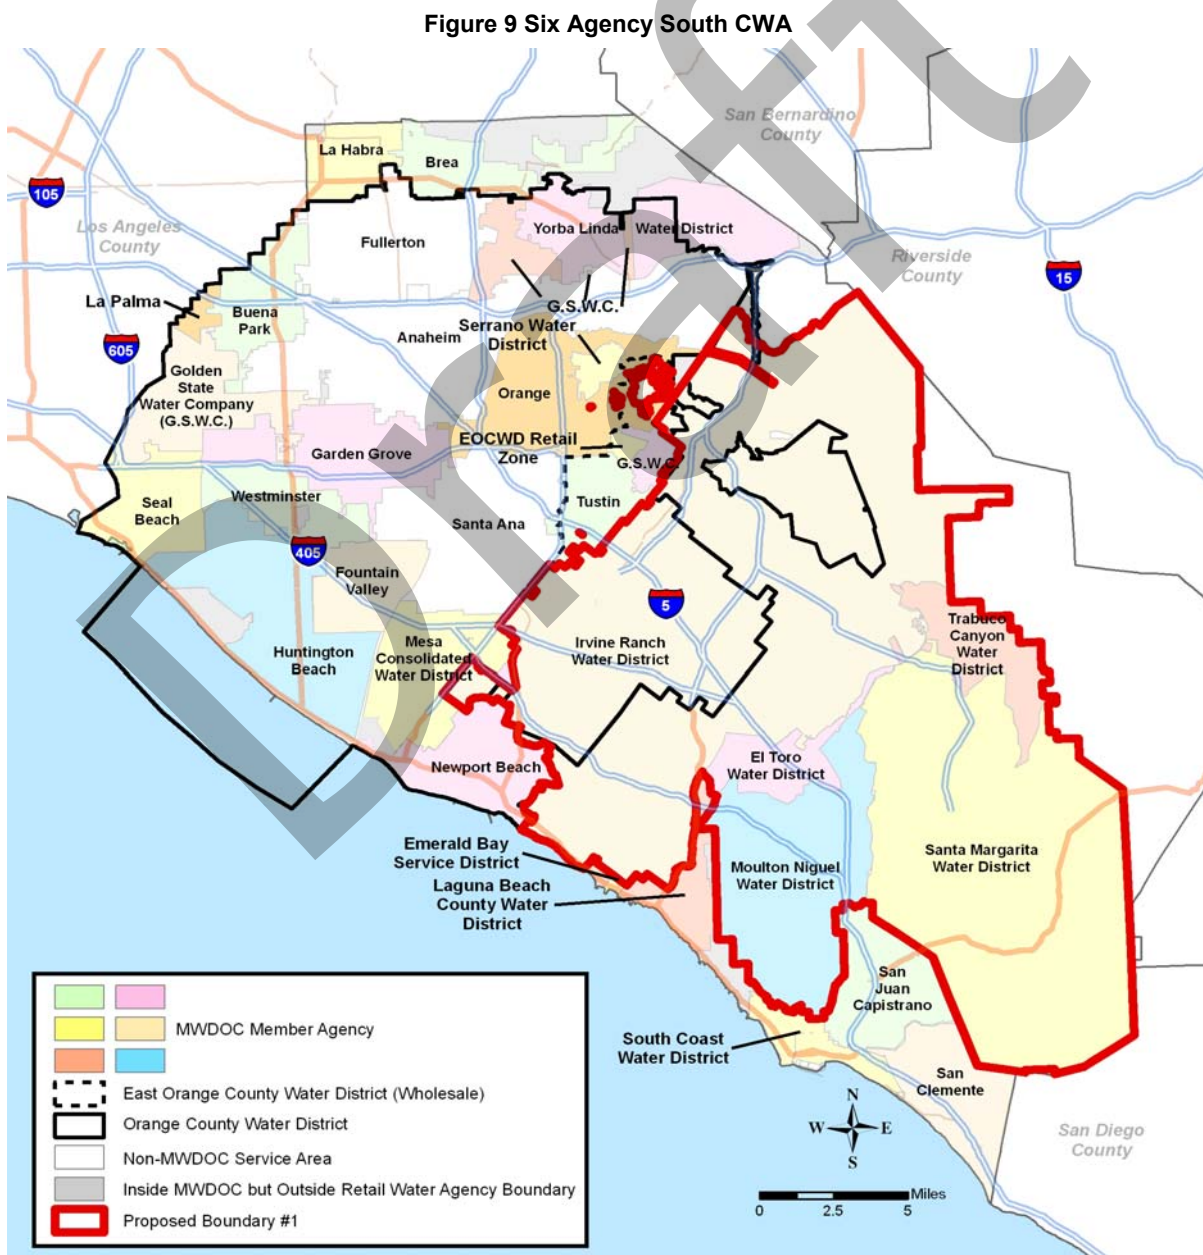 Figure 9 Six Agency South CWA
San Bernardino
County
La Habra
Brea
105
Los Angeles
County
Fullerton
Yorba Linda
Water District
Riverside
County
15
La Palma
Buena
Park
G.S.W.C.
Serrano Water
District
Anaheim
605
Golden
State
Water Company
(G.S.W.C.)
Orange
EOCWD Retail
Zone
G.S.W.C.
Garden Grove
Seal
Beach
Westminster
Tustin
Santa Ana
405
Fountain
Valley
5
Trabuco
Canyon
Water
District
Mesa
Consolidated
Water District
Irvine Ranch
Water District
Huntington
Beach
Newport Beach
El Toro
Water District
Emerald Bay
Service District
Laguna Beach
County Water
District
Moulton Niguel
Water District
Santa Margarita
Water District
San
Juan
Capistrano
South Coast
Water District
San
Clemente
San Diego
County
Draft
MWDOC Member Agency
East Orange County Water District (Wholesale)
Orange County Water District
Non-MWDOC Service Area
Inside MWDOC but Outside Retail Water Agency Boundary
Proposed Boundary #1
N
W E
S
Miles
0 2.5 5